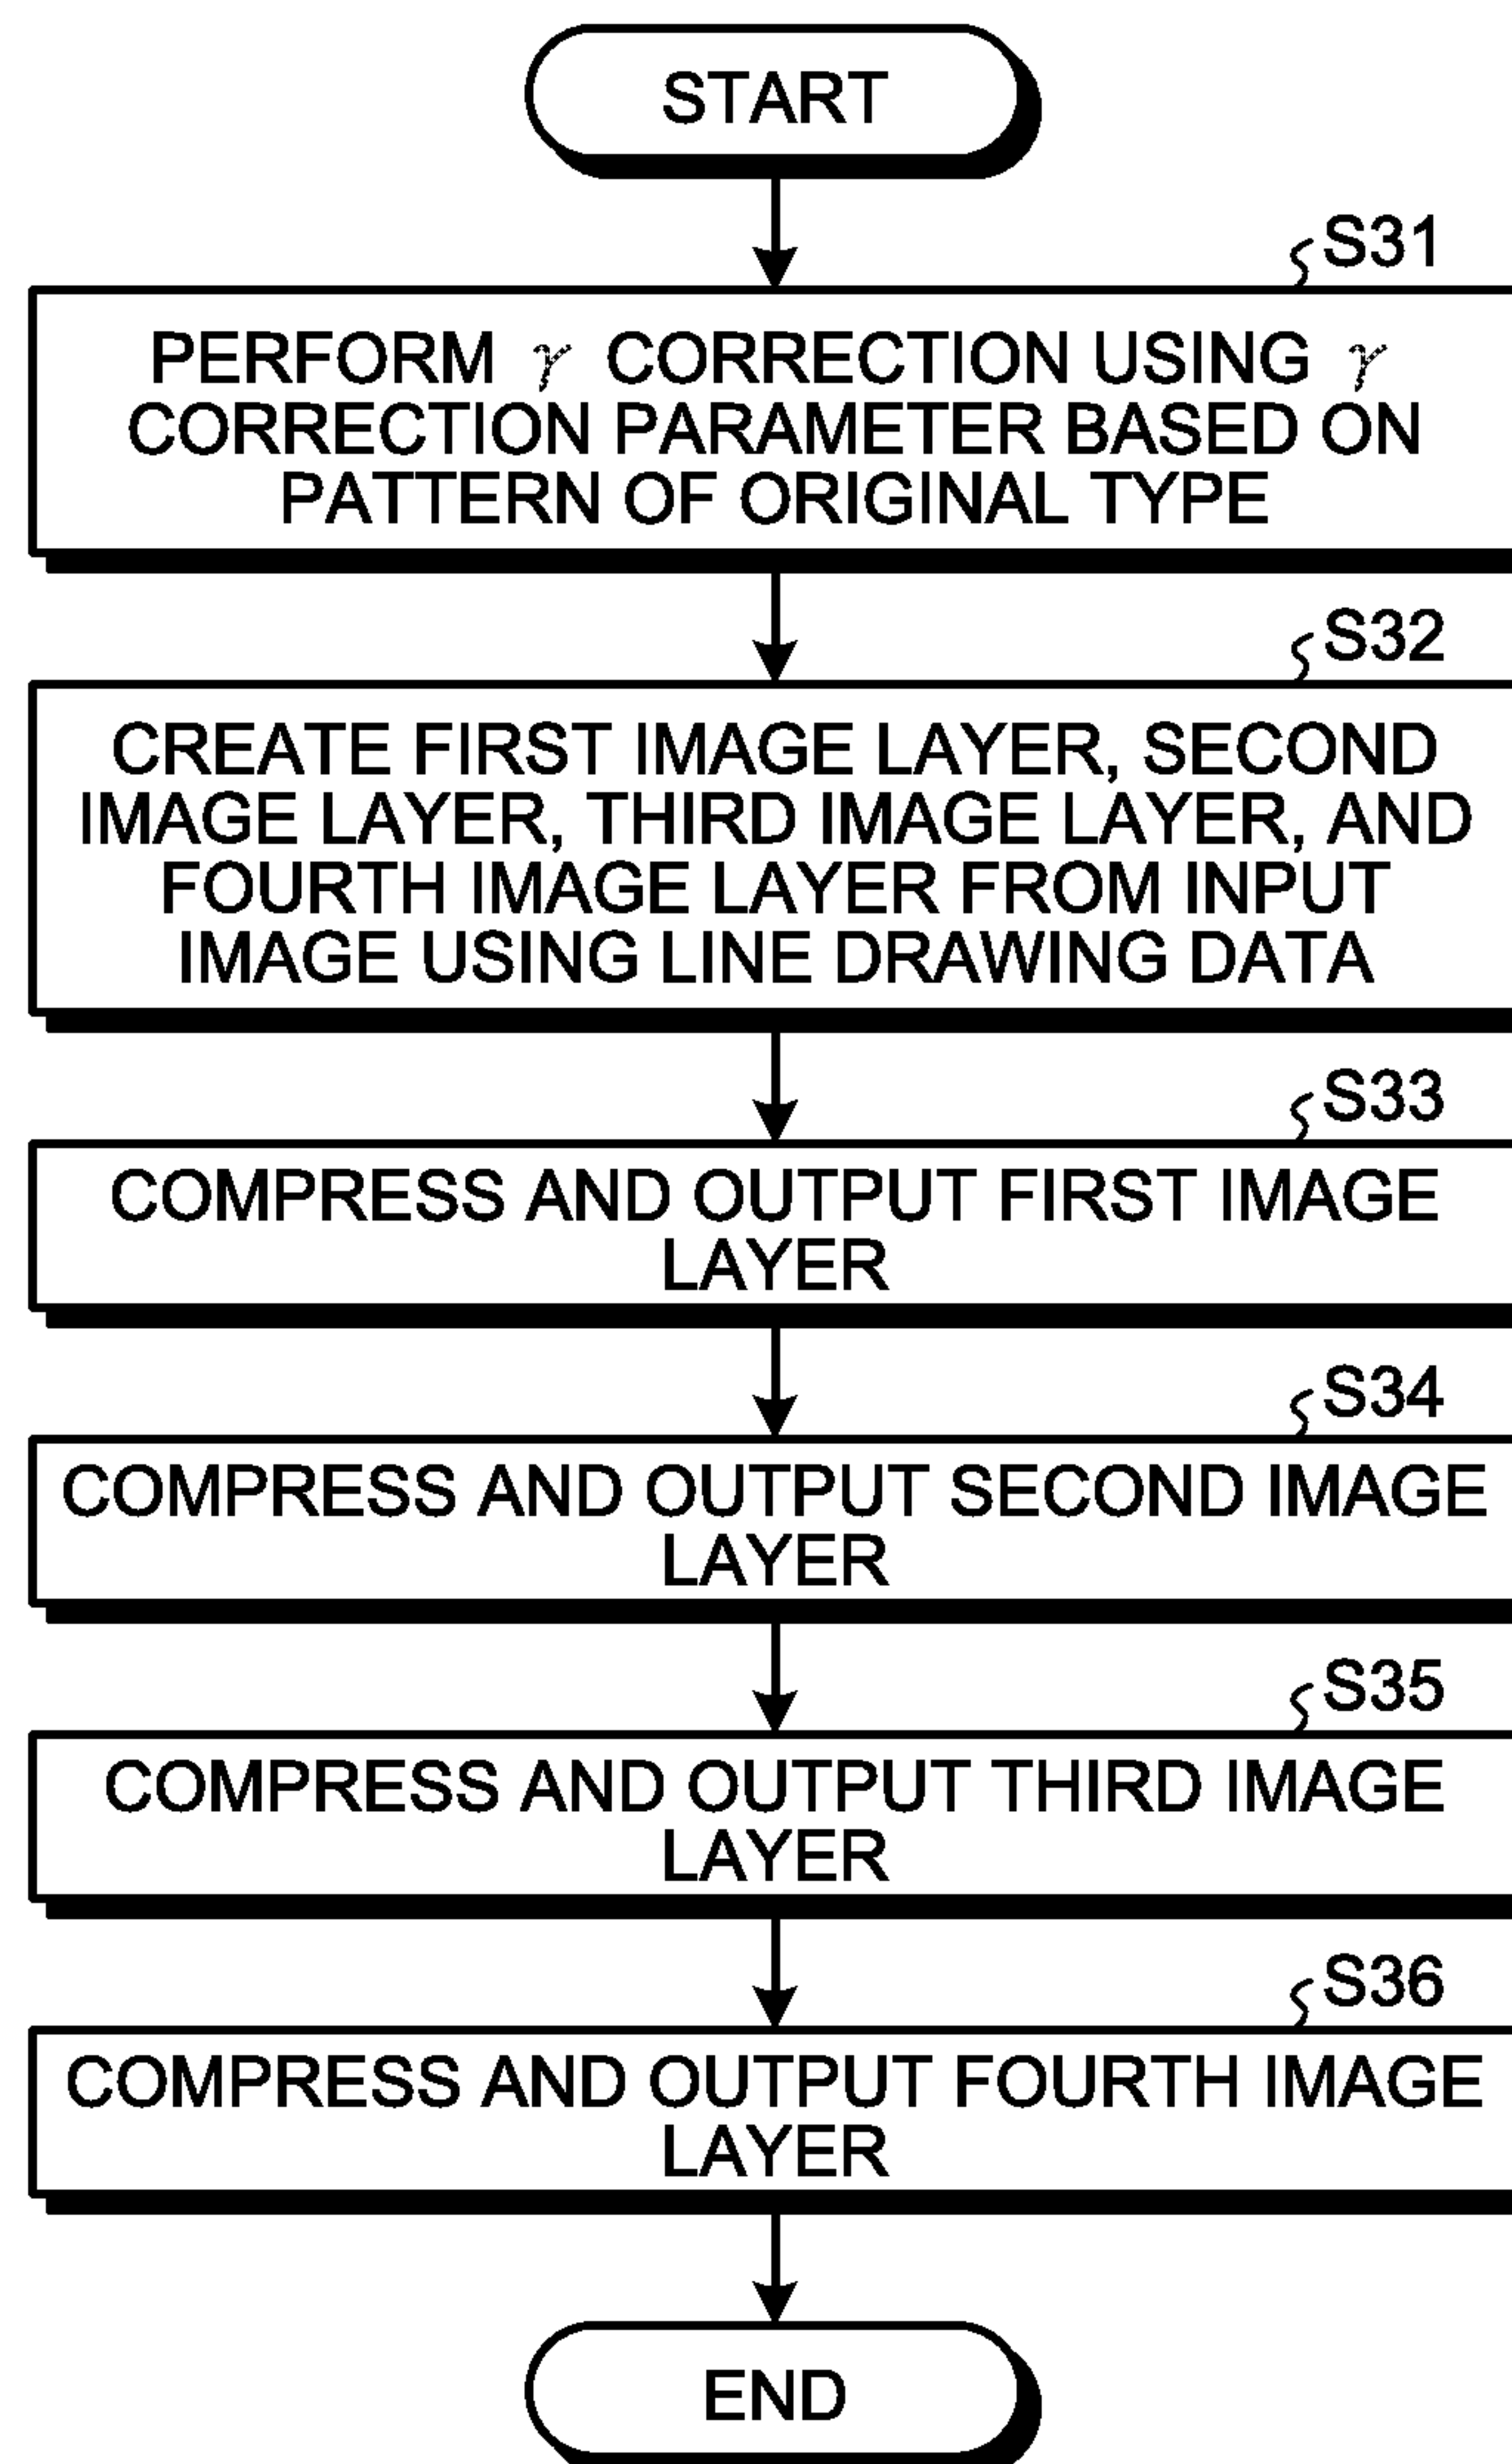 START
S31
PERFORM γ CORRECTION USING γ
CORRECTION PARAMETER BASED ON
PATTERN OF ORIGINAL TYPE
S32
CREATE FIRST IMAGE LAYER, SECOND
IMAGE LAYER, THIRD IMAGE LAYER, AND
FOURTH IMAGE LAYER FROM INPUT
IMAGE USING LINE DRAWING DATA
S33
COMPRESS AND OUTPUT FIRST IMAGE
LAYER
S34
COMPRESS AND OUTPUT SECOND IMAGE
LAYER
S35
COMPRESS AND OUTPUT THIRD IMAGE
LAYER
S36
COMPRESS AND OUTPUT FOURTH IMAGE
LAYER
END